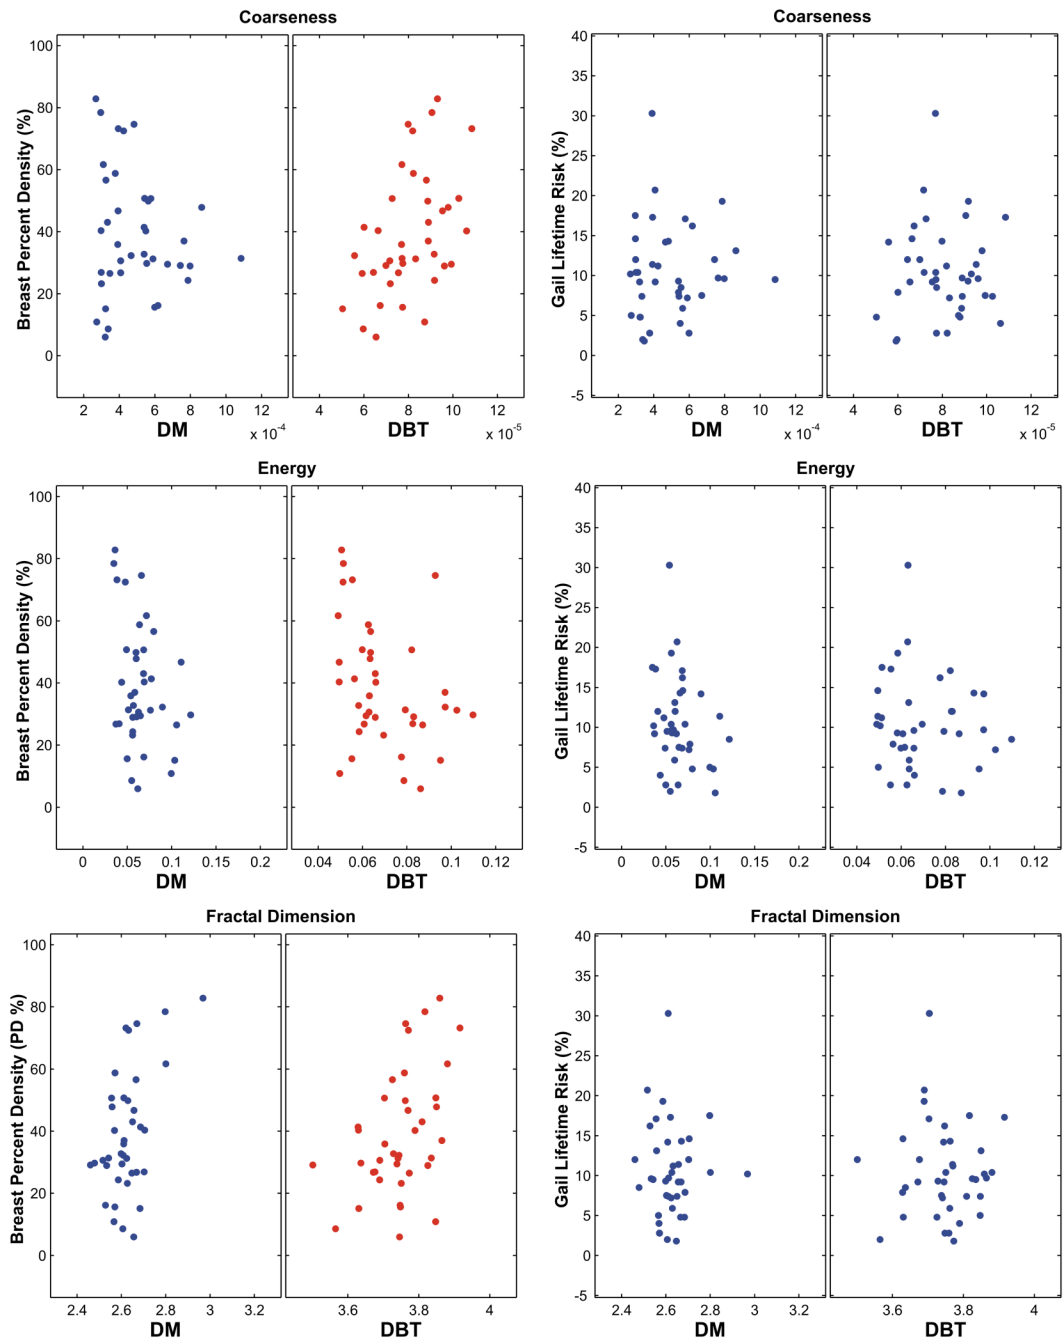 Coarseness
Coarseness
Breast Percent Density (%)
100
80
60
40
20
0
2 4 6 8 10 12
x 10-4
DM
4 6 8 10 12
x 10-5
DBT
Gail Lifetime Risk (%)
40
35
30
25
20
15
10
5
0
-5
2 4 6 8 10 12
x 10-4
DM
4 6 8 10 12
x 10-5
DBT
Energy
Energy
Breast Percent Density (%)
100
80
60
40
20
0
0 0.05 0.1 0.15 0.2
DM
0.04 0.06 0.08 0.1 0.12
DBT
Gail Lifetime Risk (%)
40
35
30
25
20
15
10
5
0
-5
0 0.05 0.1 0.15 0.2
DM
0.04 0.06 0.08 0.1 0.12
DBT
Fractal Dimension
Fractal Dimension
Breast Percent Density (PD %)
100
80
60
40
20
0
2.4 2.6 2.8 3 3.2
DM
3.6 3.8 4
DBT
Gail Lifetime Risk (%)
40
35
30
25
20
15
10
5
0
-5
2.4 2.6 2.8 3 3.2
DM
3.6 3.8 4
DBT